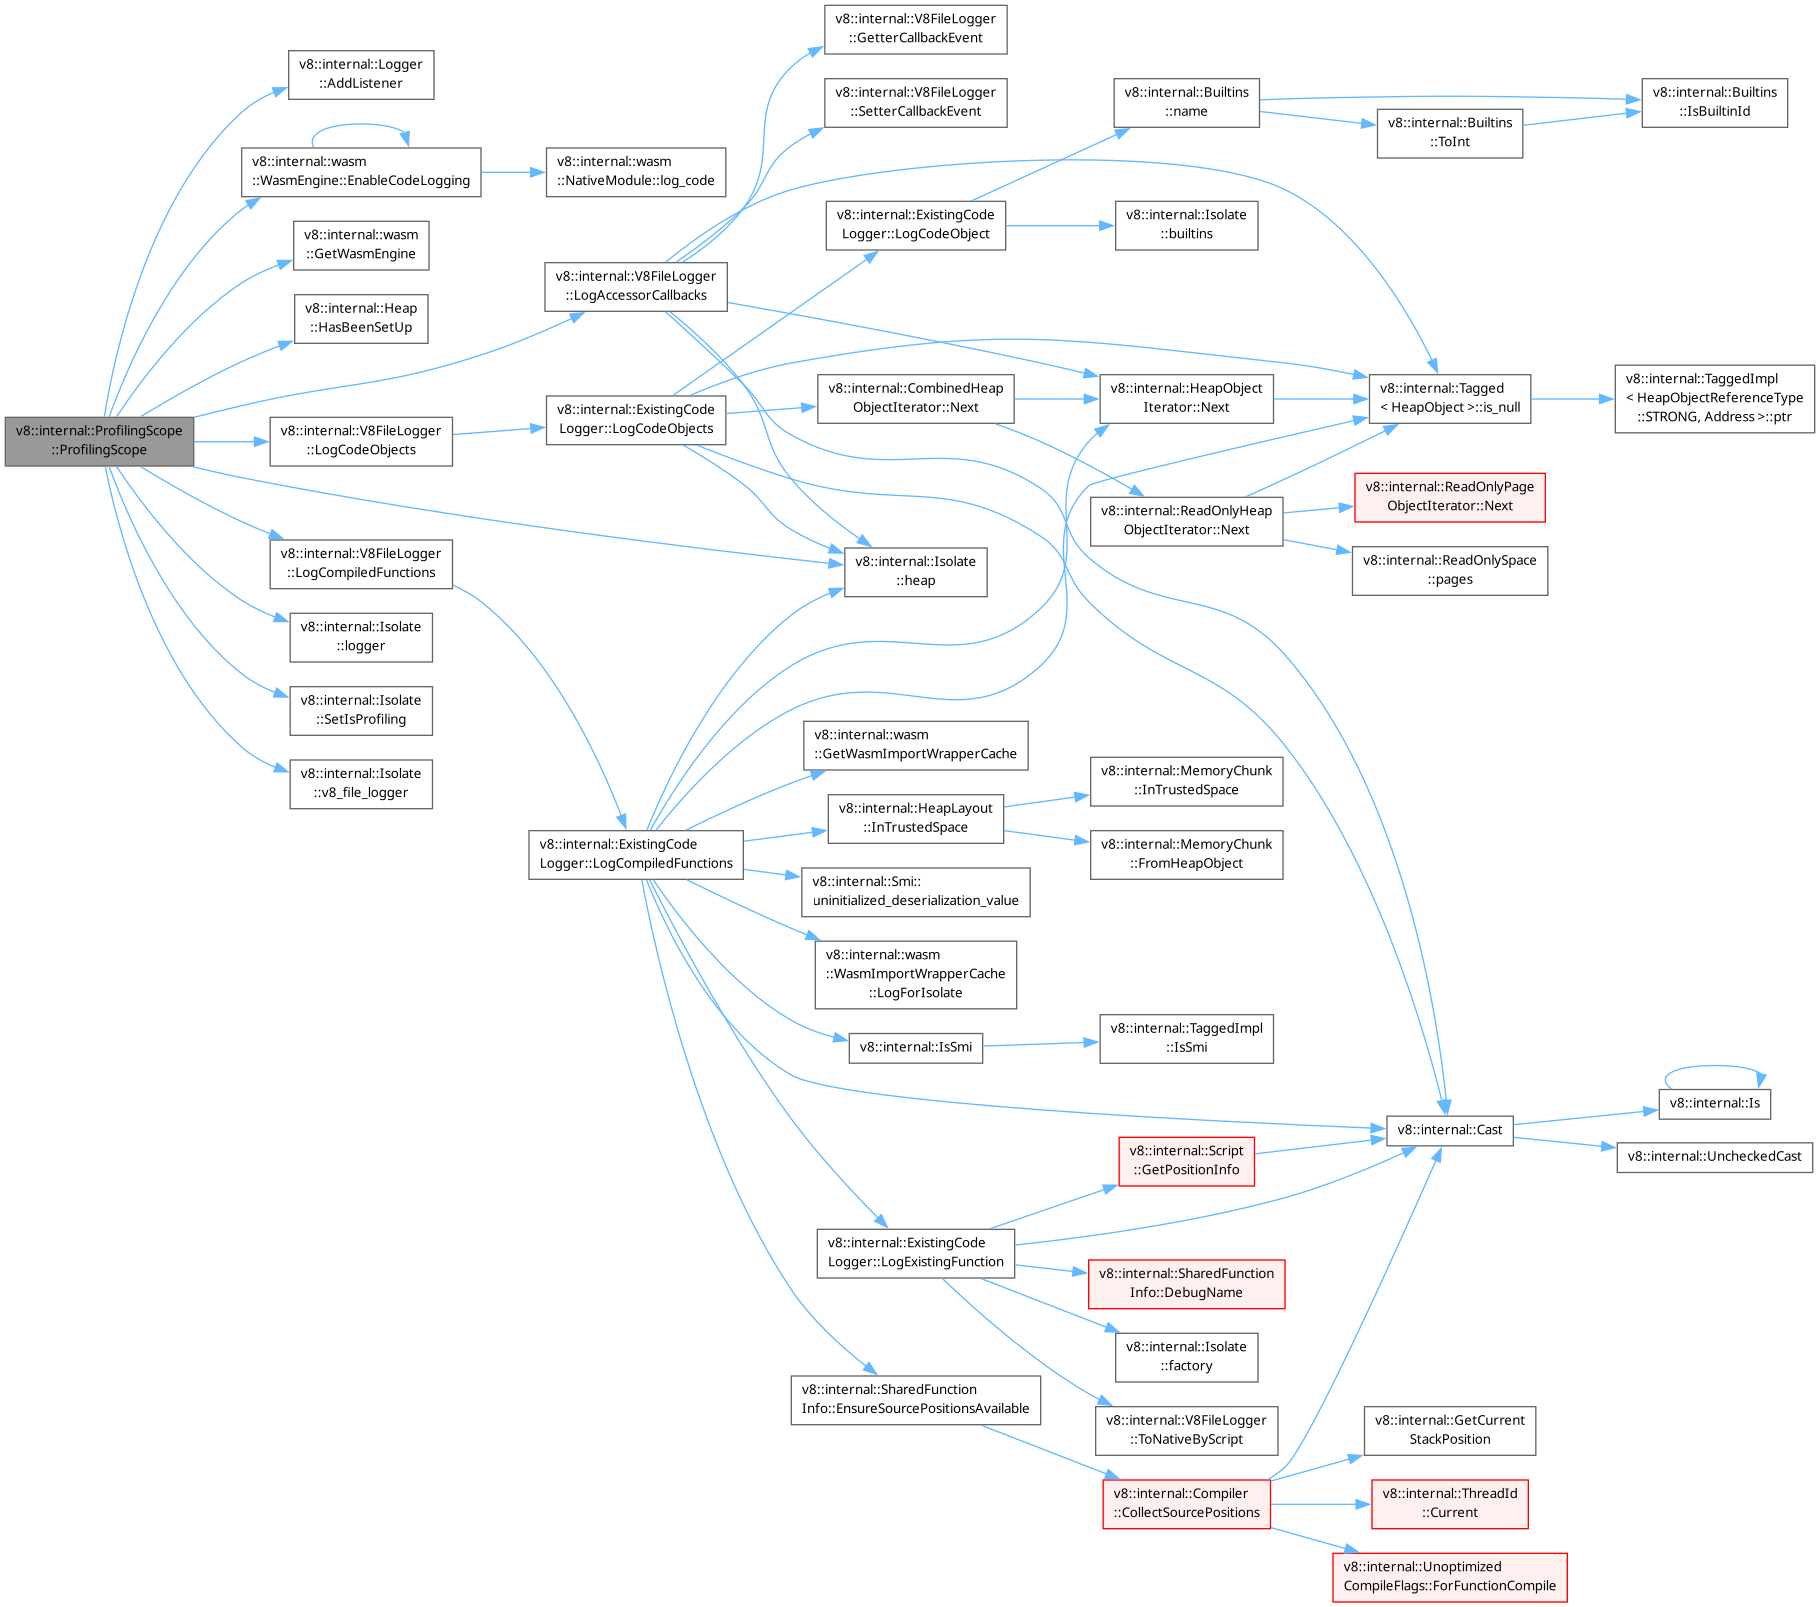 v8::internal::ProfilingScope
::ProfilingScope
v8::internal::Logger
::AddListener
v8::internal::wasm
::WasmEngine::EnableCodeLogging
v8::internal::wasm
::GetWasmEngine
v8::internal::Heap
::HasBeenSetUp
v8::internal::V8FileLogger
::LogCodeObjects
v8::internal::V8FileLogger
::LogCompiledFunctions
v8::internal::Isolate
::logger
v8::internal::Isolate
::SetIsProfiling
v8::internal::Isolate
::v8_file_logger
v8::internal::wasm
::NativeModule::log_code
v8::internal::V8FileLogger
::LogAccessorCallbacks
v8::internal::ExistingCode
Logger::LogCodeObjects
v8::internal::ExistingCode
Logger::LogCompiledFunctions
v8::internal::V8FileLogger
::GetterCallbackEvent
v8::internal::V8FileLogger
::SetterCallbackEvent
v8::internal::ExistingCode
Logger::LogCodeObject
v8::internal::CombinedHeap
ObjectIterator::Next
v8::internal::Isolate
::heap
v8::internal::wasm
::GetWasmImportWrapperCache
v8::internal::HeapLayout
::InTrustedSpace
v8::internal::Smi::
uninitialized_deserialization_value
v8::internal::wasm
::WasmImportWrapperCache
::LogForIsolate
v8::internal::IsSmi
v8::internal::ExistingCode
Logger::LogExistingFunction
v8::internal::SharedFunction
Info::EnsureSourcePositionsAvailable
v8::internal::Builtins
::name
v8::internal::Isolate
::builtins
v8::internal::HeapObject
Iterator::Next
v8::internal::ReadOnlyHeap
ObjectIterator::Next
v8::internal::MemoryChunk
::InTrustedSpace
v8::internal::MemoryChunk
::FromHeapObject
v8::internal::TaggedImpl
::IsSmi
v8::internal::Script
::GetPositionInfo
v8::internal::SharedFunction
Info::DebugName
v8::internal::Isolate
::factory
v8::internal::V8FileLogger
::ToNativeByScript
v8::internal::Compiler
::CollectSourcePositions
v8::internal::Builtins
::ToInt
v8::internal::Tagged
< HeapObject >::is_null
v8::internal::ReadOnlyPage
ObjectIterator::Next
v8::internal::ReadOnlySpace
::pages
v8::internal::Cast
v8::internal::GetCurrent
StackPosition
v8::internal::ThreadId
::Current
v8::internal::Unoptimized
CompileFlags::ForFunctionCompile
v8::internal::Builtins
::IsBuiltinId
v8::internal::TaggedImpl
< HeapObjectReferenceType
::STRONG, Address >::ptr
v8::internal::Is
v8::internal::UncheckedCast